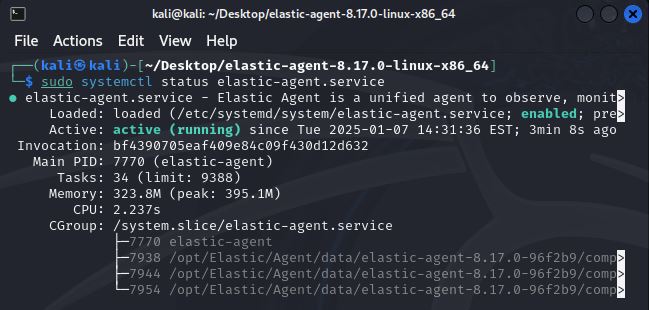 kali@kali: ~/Desktop/elastic-agent-8.17.0-linux-x86_64
File Actions Edit View Help
┌──(kali㉿kali)-[~/Desktop/elastic-agent-8.17.0-linux-x86_64]
└─$ sudo systemctl status elastic-agent.service
● elastic-agent.service - Elastic Agent is a unified agent to observe, monit>
Loaded: loaded (/etc/systemd/system/elastic-agent.service; enabled; pre>
Active: active (running) since Tue 2025-01-07 14:31:36 EST; 3min 8s ago
Invocation: bf4390705eaf409e84c09f430d12d632
Main PID: 7770 (elastic-agent)
Tasks: 34 (limit: 9388)
Memory: 323.8M (peak: 395.1M)
CPU: 2.237s
CGroup: /system.slice/elastic-agent.service
├─7770 elastic-agent
├─7938 /opt/Elastic/Agent/data/elastic-agent-8.17.0-96f2b9/comp>
├─7944 /opt/Elastic/Agent/data/elastic-agent-8.17.0-96f2b9/comp>
└─7954 /opt/Elastic/Agent/data/elastic-agent-8.17.0-96f2b9/comp>